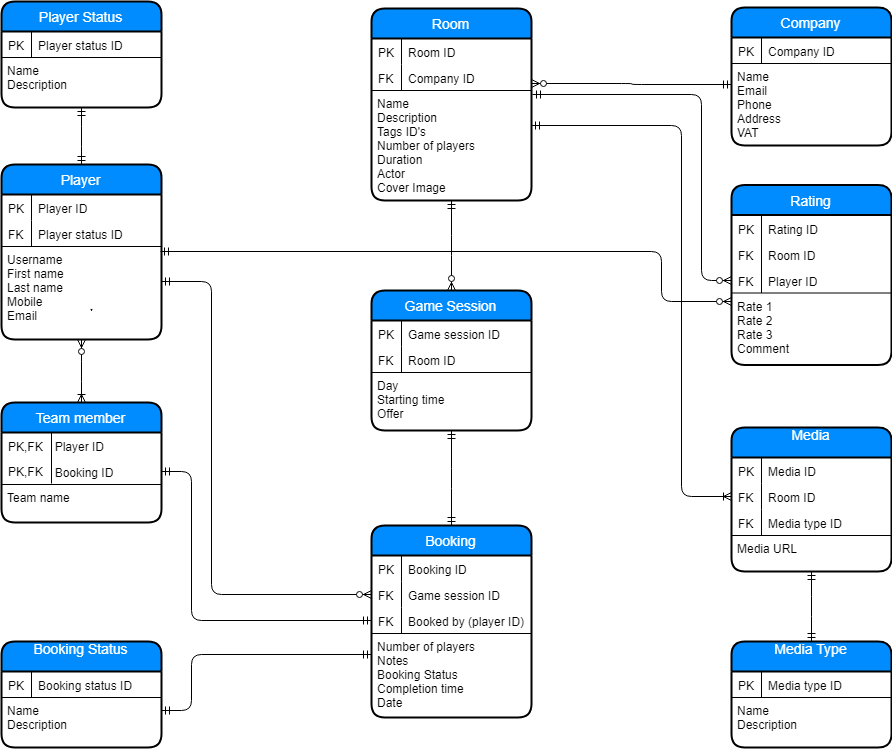 Player Status
PK Player status ID
Name
Description
Player
PK Player ID
FK Player status ID
Username
First name
Last name
Mobile
Email
Team member
PK,FK Player ID
PK,FK Booking ID
Team name
Booking Status
PK Booking status ID
Name
Description
Room
PK Room ID
FK Company ID
Name
Description
Tags ID's
Number of players
Duration
Actor
Cover Image
Game Session
PK Game session ID
FK Room ID
Day
Starting time
Offer
Booking
PK Booking ID
FK Game session ID
FK Booked by (player ID)
Number of players
Notes
Booking Status
Completion time
Date
Company
PK Company ID
Name
Email
Phone
Address
VAT
Rating
PK Rating ID
FK Room ID
FK Player ID
Rate 1
Rate 2
Rate 3
Comment
Media
PK Media ID
FK Room ID
FK Media type ID
Media URL
Media Type
PK Media type ID
Name
Description